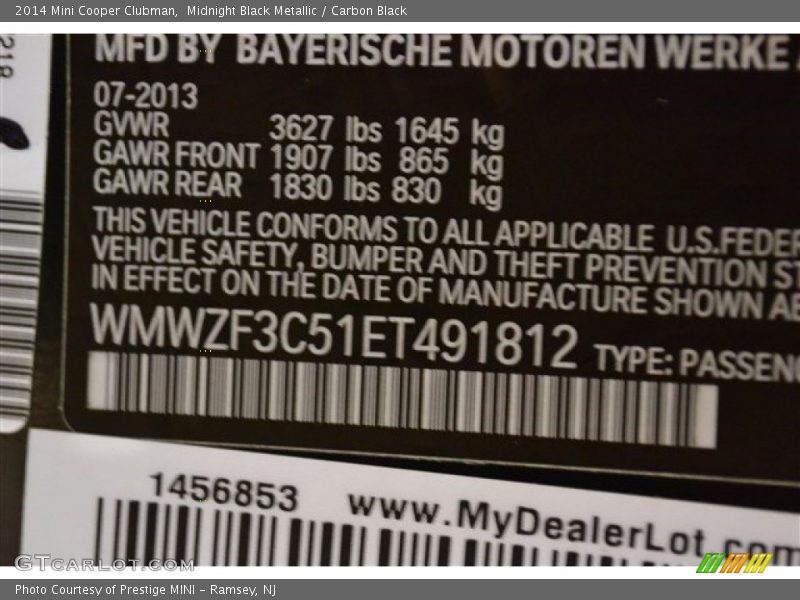 2014 Mini Cooper Clubman, Midnight Black Metallic / Carbon Black
218
MFD BY BAYERISCHE MOTOREN WERKE
07-2013
GVWR 3627 lbs 1645 kg
GAWR FRONT 1907 lbs 865 kg
GAWR REAR 1830 lbs 830 kg
THIS VEHICLE CONFORMS TO ALL APPLICABLE U.S.FEDER
VEHICLE SAFETY, BUMPER AND THEFT PREVENTION ST
IN EFFECT ON THE DATE OF MANUFACTURE SHOWN AB
WMWZF3C51ET491812 TYPE: PASSENG
1456853 www.MyDealerLot.com
GTCARLOT.COM
Photo Courtesy of Prestige MINI - Ramsey, NJ